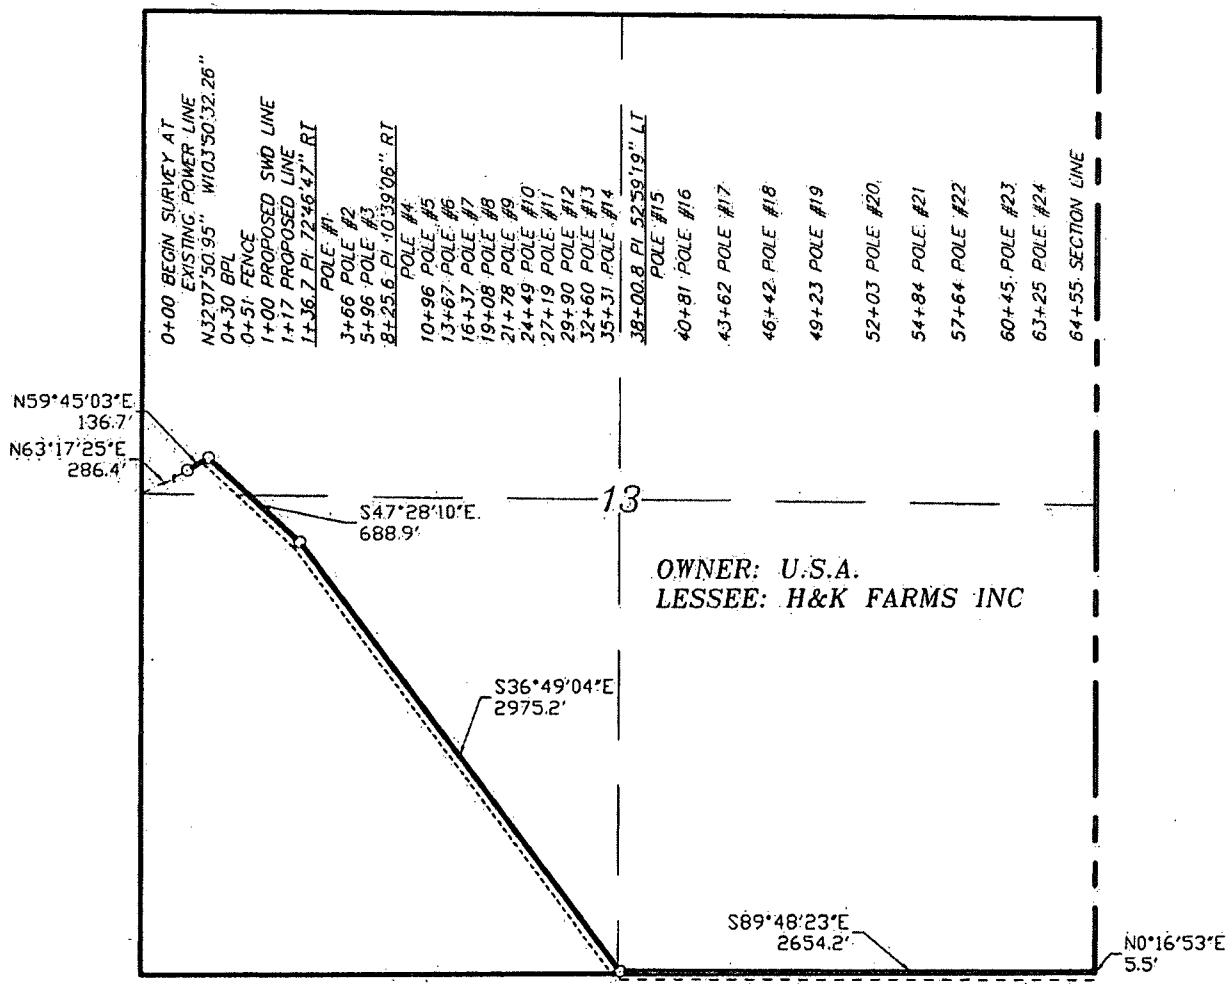 0+00 BEGIN SURVEY AT
EXISTING POWER LINE
N32°07'50.95" W103°50'32.26"
0+30 BPL
0+51 FENCE
1+00 PROPOSED SWD LINE
1+17 PROPOSED LINE
1+36.7 PI 72°46'47" RT
POLE #1
3+66 POLE #2
5+96 POLE #3
8+25.6 PI 10°39'06" RT
POLE #4
10+96 POLE #5
13+67 POLE #6
16+37 POLE #7
19+08 POLE #8
21+78 POLE #9
24+49 POLE #10
27+19 POLE #11
29+90 POLE #12
32+60 POLE #13
35+31 POLE #14
38+00.8 PI 52°59'19" LT
POLE #15
40+81 POLE #16
43+62 POLE #17
46+42 POLE #18
49+23 POLE #19
52+03 POLE #20
54+84 POLE #21
57+64 POLE #22
60+45 POLE #23
63+25 POLE #24
64+55 SECTION LINE
N59°45'03"E
136.7'
N63°17'25"E
286.4'
13
S47°28'10"E
688.9'
OWNER: U.S.A.
LESSEE: H&K FARMS INC
S36°49'04"E
2975.2'
S89°48'23"E
2654.2'
N0°16'53"E
5.5'